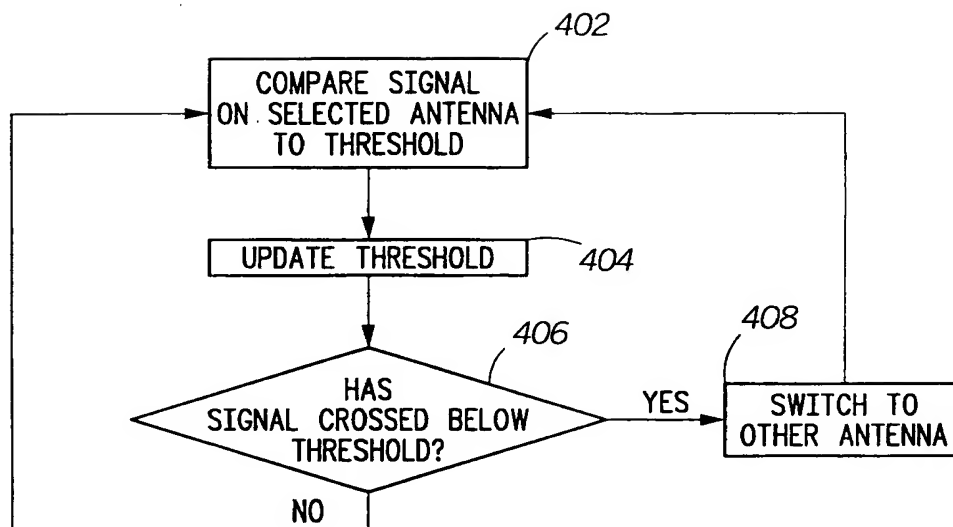 402
COMPARE SIGNAL
ON SELECTED ANTENNA
TO THRESHOLD
UPDATE THRESHOLD
404
406
HAS
SIGNAL CROSSED BELOW
THRESHOLD?
YES
408
SWITCH TO
OTHER ANTENNA
NO